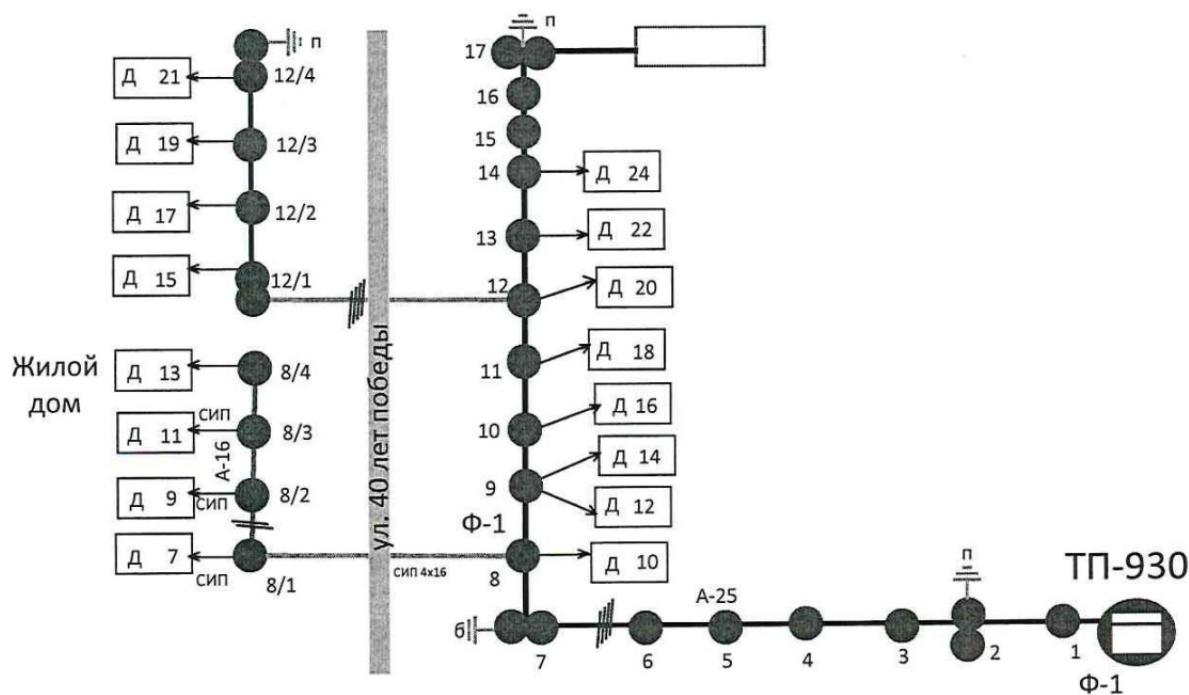 п
17
п
Д 21
12/4
16
15
Д 19
12/3
14
Д 24
Д 17
12/2
13
Д 22
Д 15
12/1
12
Д 20
ул. 40 лет победы
Жилой
дом
Д 13
8/4
11
Д 18
СИП
Д 11
А-16
8/3
10
Д 16
Д 14
Д 9
СИП
8/2
9
Д 12
Ф-1
Д 7
СИП
8/1
СИП 4х16
8
Д 10
п
ТП-930
А-25
б
7
6
5
4
3
2
1
Ф-1